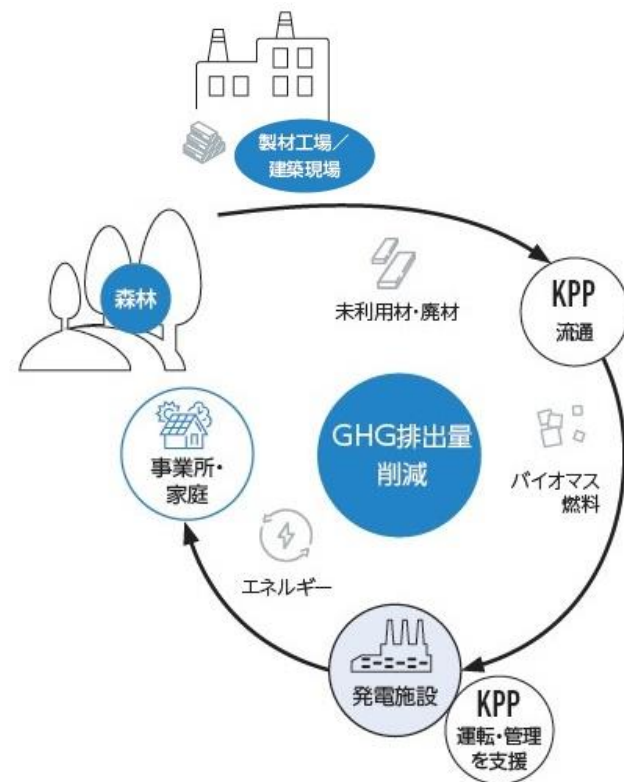 製材工場／
建築現場
森林
未利用材・廃材
KPP
流通
GHG排出量
削減
バイオマス
燃料
事業所・
家庭
エネルギー
発電施設
KPP
運転・管理
を支援